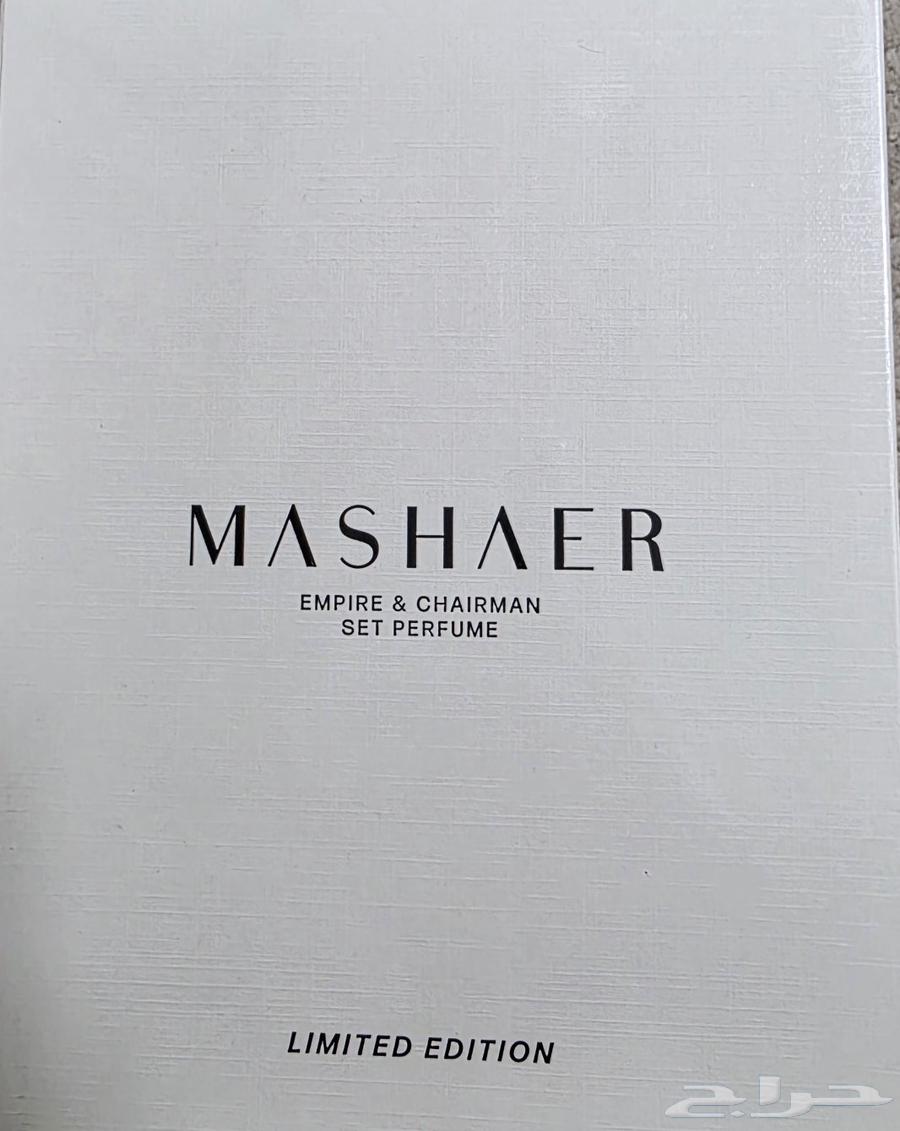 MASHAER
EMPIRE & CHAIRMAN
SET PERFUME
LIMITED EDITION
حراج